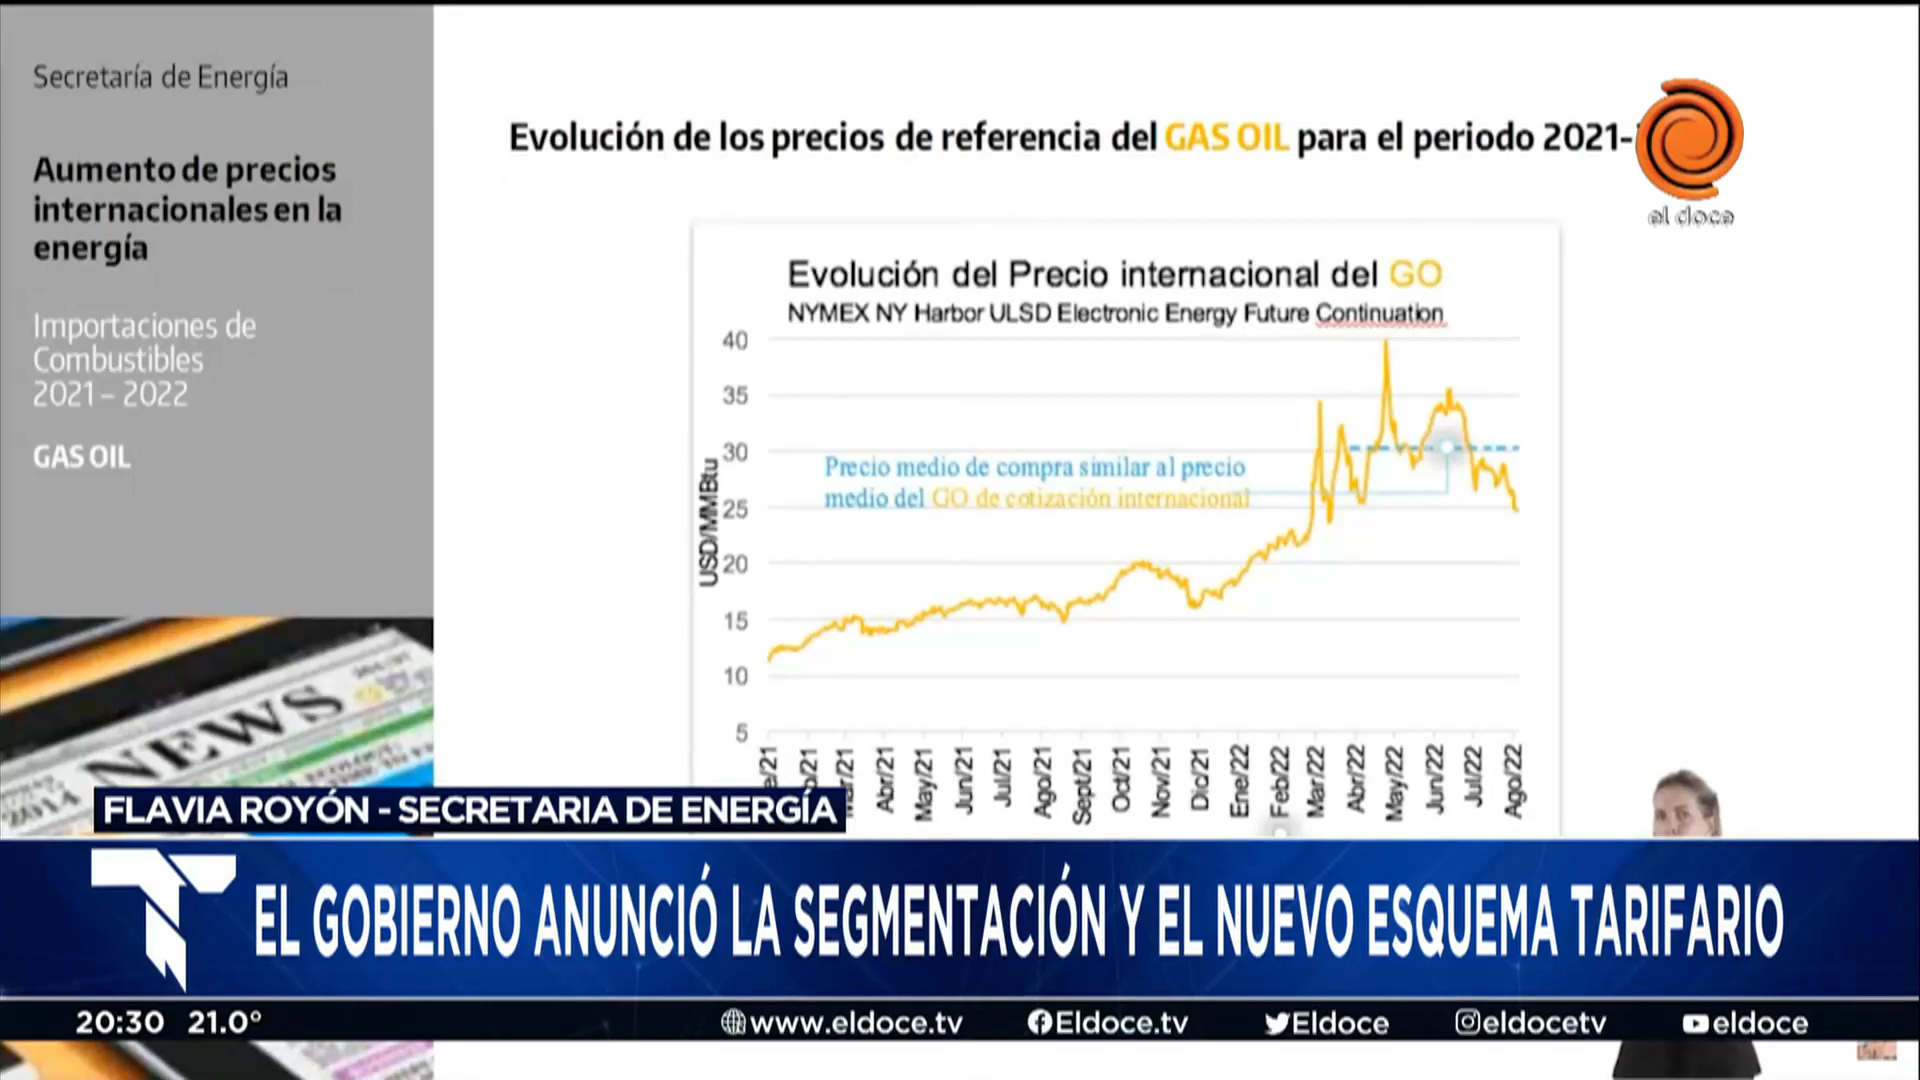 Secretaría de Energía
Aumento de precios
internacionales en la
energía
Importaciones de
Combustibles
2021 – 2022
GAS OIL
Evolución de los precios de referencia del GAS OIL para el periodo 2021-
el doce
Evolución del Precio internacional del GO
NYMEX NY Harbor ULSD Electronic Energy Future Continuation
40
35
30
25
20
15
10
5
USD/MMBtu
Precio medio de compra similar al precio
medio del GO de cotización internacional
Abr/21
May/21
Jun/21
Jul/21
Ago/21
Sept/21
Oct/21
Nov/21
Dic/21
Ene/22
Feb/22
Mar/22
Abr/22
May/22
Jun/22
Jul/22
Ago/22
NEWS
2014
FLAVIA ROYÓN - SECRETARIA DE ENERGÍA
EL GOBIERNO ANUNCIÓ LA SEGMENTACIÓN Y EL NUEVO ESQUEMA TARIFARIO
20:30 21.0° www.eldoce.tv Eldoce.tv Eldoce eldocetv eldoce